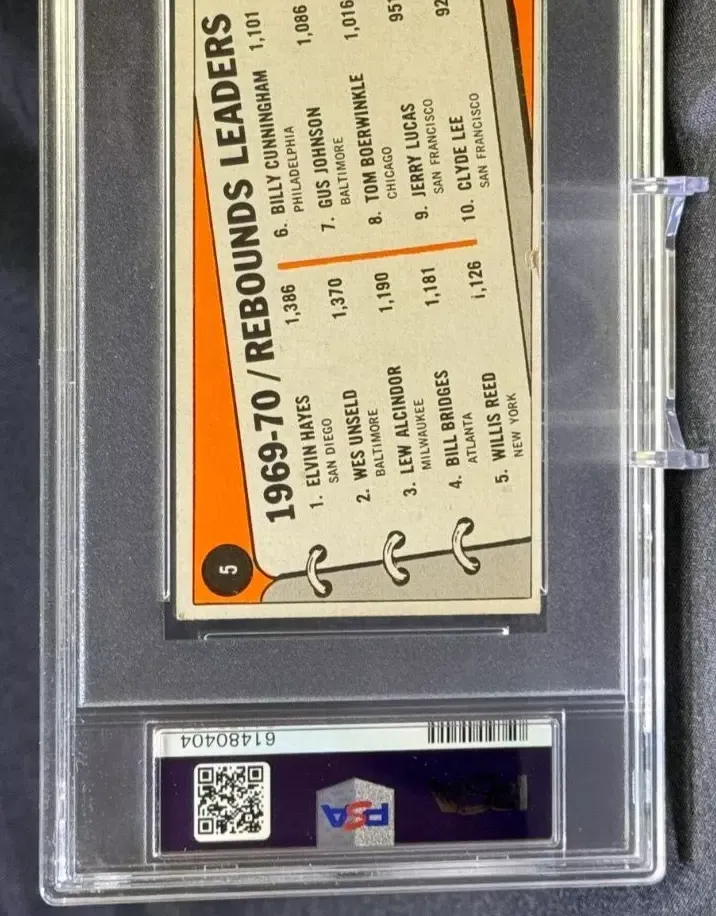 5
1969-70 / REBOUNDS LEADERS
1. ELVIN HAYES 1,386
SAN DIEGO
2. WES UNSELD 1,370
BALTIMORE
3. LEW ALCINDOR 1,190
MILWAUKEE
4. BILL BRIDGES 1,181
ATLANTA
5. WILLIS REED 1,126
NEW YORK
6. BILLY CUNNINGHAM 1,101
PHILADELPHIA
7. GUS JOHNSON 1,086
BALTIMORE
8. TOM BOERWINKLE 1,016
CHICAGO
9. JERRY LUCAS 951
SAN FRANCISCO
10. CLYDE LEE 92
SAN FRANCISCO
61480404
PSA